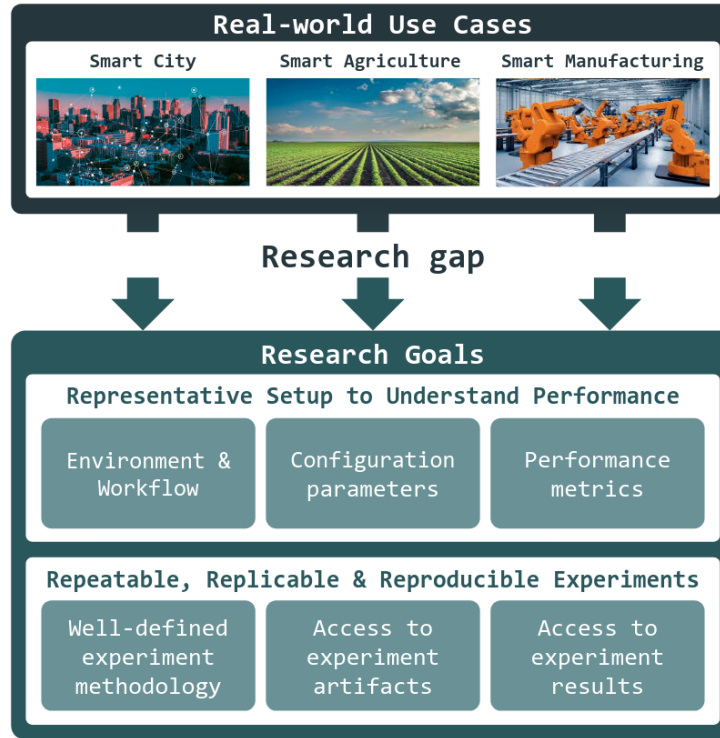 Real-world Use Cases
Smart City
Smart Agriculture
Smart Manufacturing
Research gap
Research Goals
Representative Setup to Understand Performance
Environment &
Workflow
Configuration
parameters
Performance
metrics
Repeatable, Replicable & Reproducible Experiments
Well-defined
experiment
methodology
Access to
experiment
artifacts
Access to
experiment
results